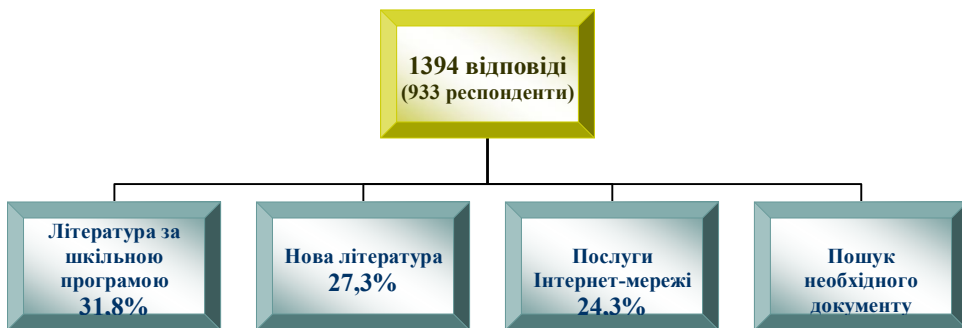 1394 відповіді
(933 респонденти)
Література за
шкільною
програмою
31,8%
Нова література
27,3%
Послуги
Інтернет-мережі
24,3%
Пошук
необхідного
документу